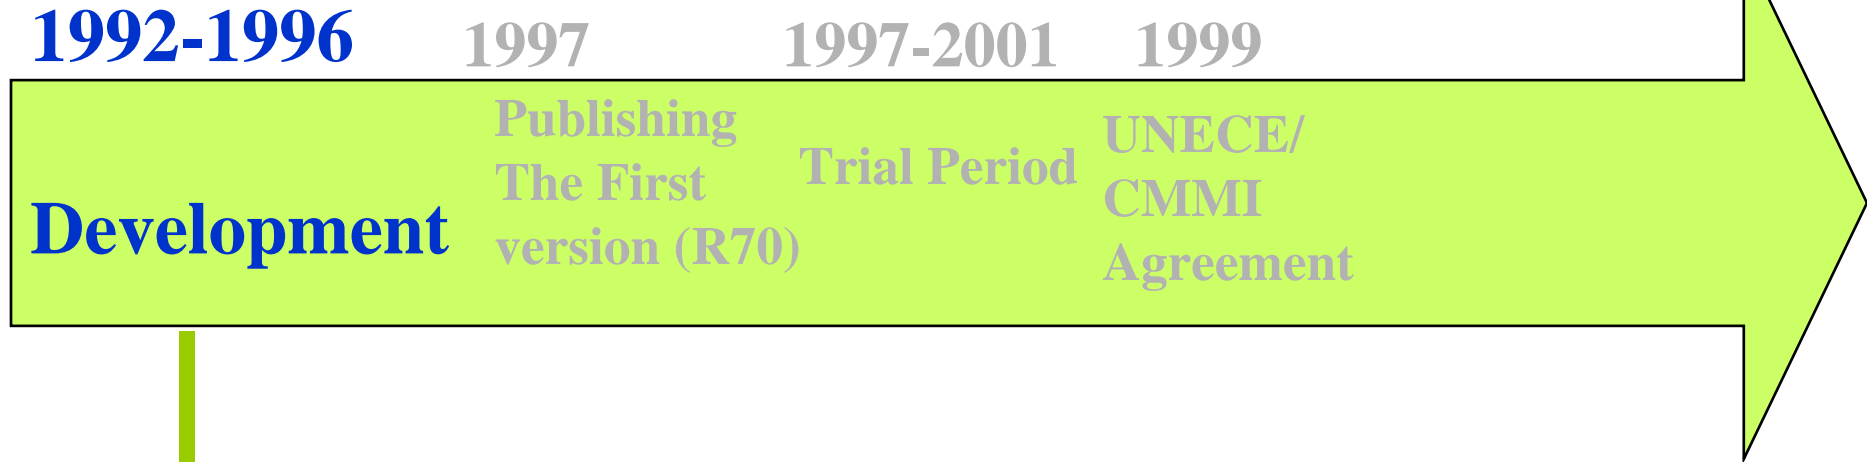 1992-1996
1997
1997-2001
1999
Development
Publishing
The First
version (R70)
Trial Period
UNECE/
CMMI
Agreement